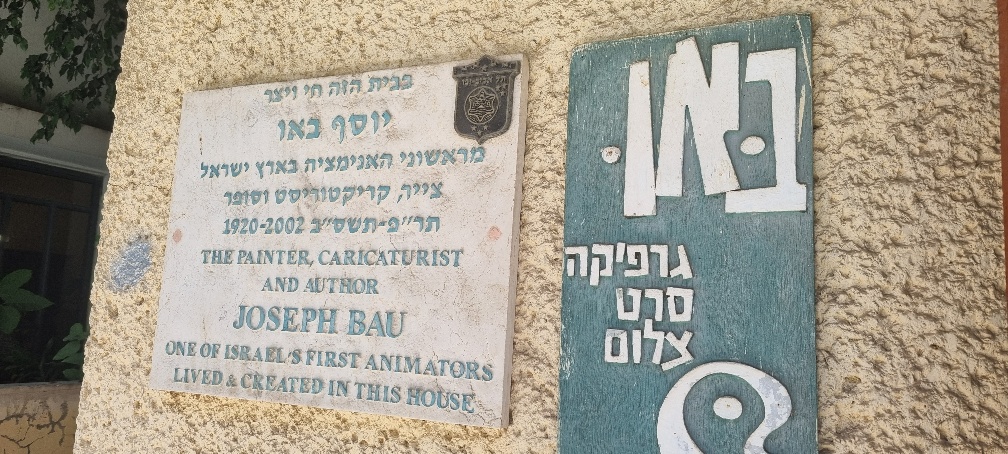 בבית הזה חי ויצר
יוסף באו
מראשוני האנימציה בארץ ישראל
צייר, קריקטוריסט וסופר
תר״פ-תשס״ב 1920-2002
THE PAINTER, CARICATURIST
AND AUTHOR
JOSEPH BAU
ONE OF ISRAEL'S FIRST ANIMATORS
LIVED & CREATED IN THIS HOUSE
באו
גרפיקה
סרט
צלום